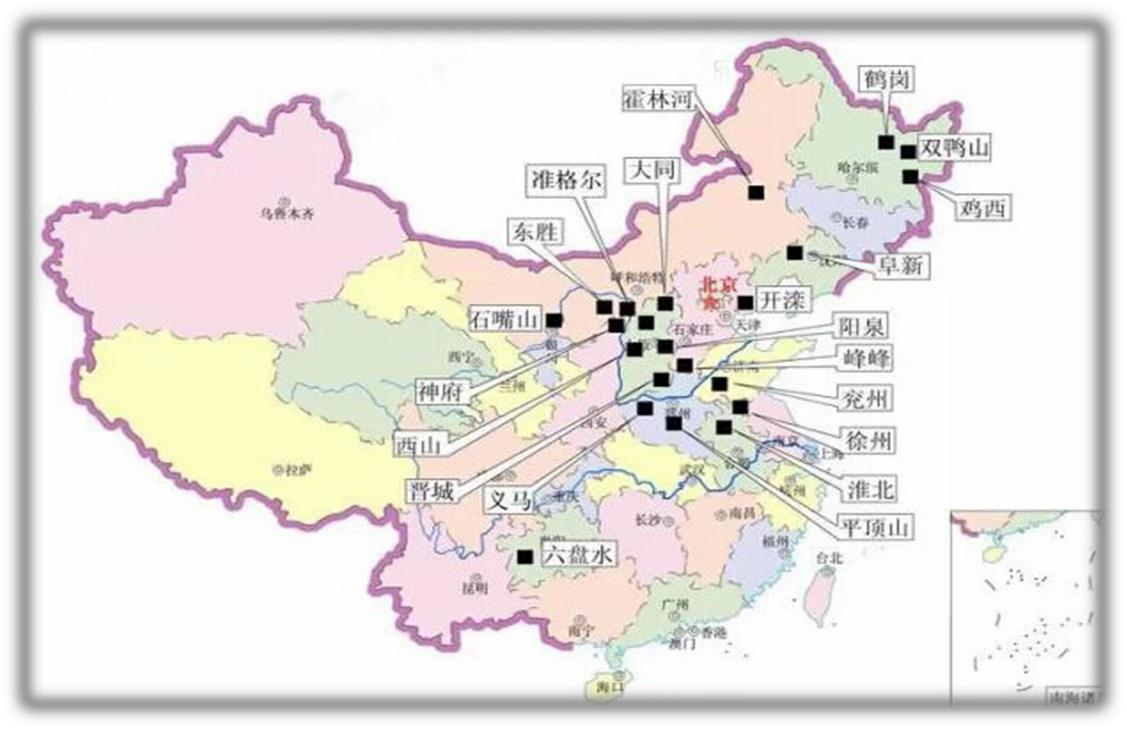 鹤岗
霍林河
双鸭山
哈尔滨
大同
准格尔
鸡西
乌鲁木齐
长春
东胜
阜新
呼和浩特
北京
开滦
石嘴山
天津
石家庄
阳泉
西宁
济南
峰峰
兰州
神府
兖州
郑州
西安
西山
徐州
南京
上海
拉萨
武汉
晋城
义马
重庆
杭州
淮北
长沙
南昌
平顶山
福州
六盘水
台北
昆明
广州
南宁
香港
澳门
海口
南海诸